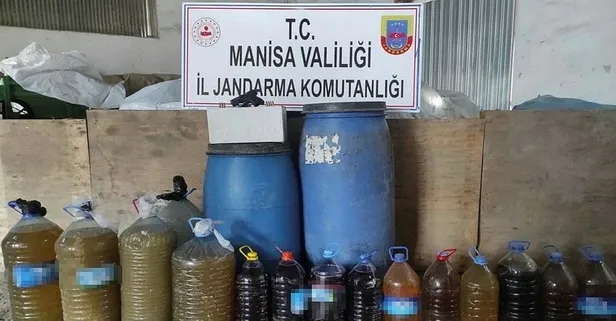 T.C.
MANİSA VALİLİĞİ
İL JANDARMA KOMUTANLIĞI